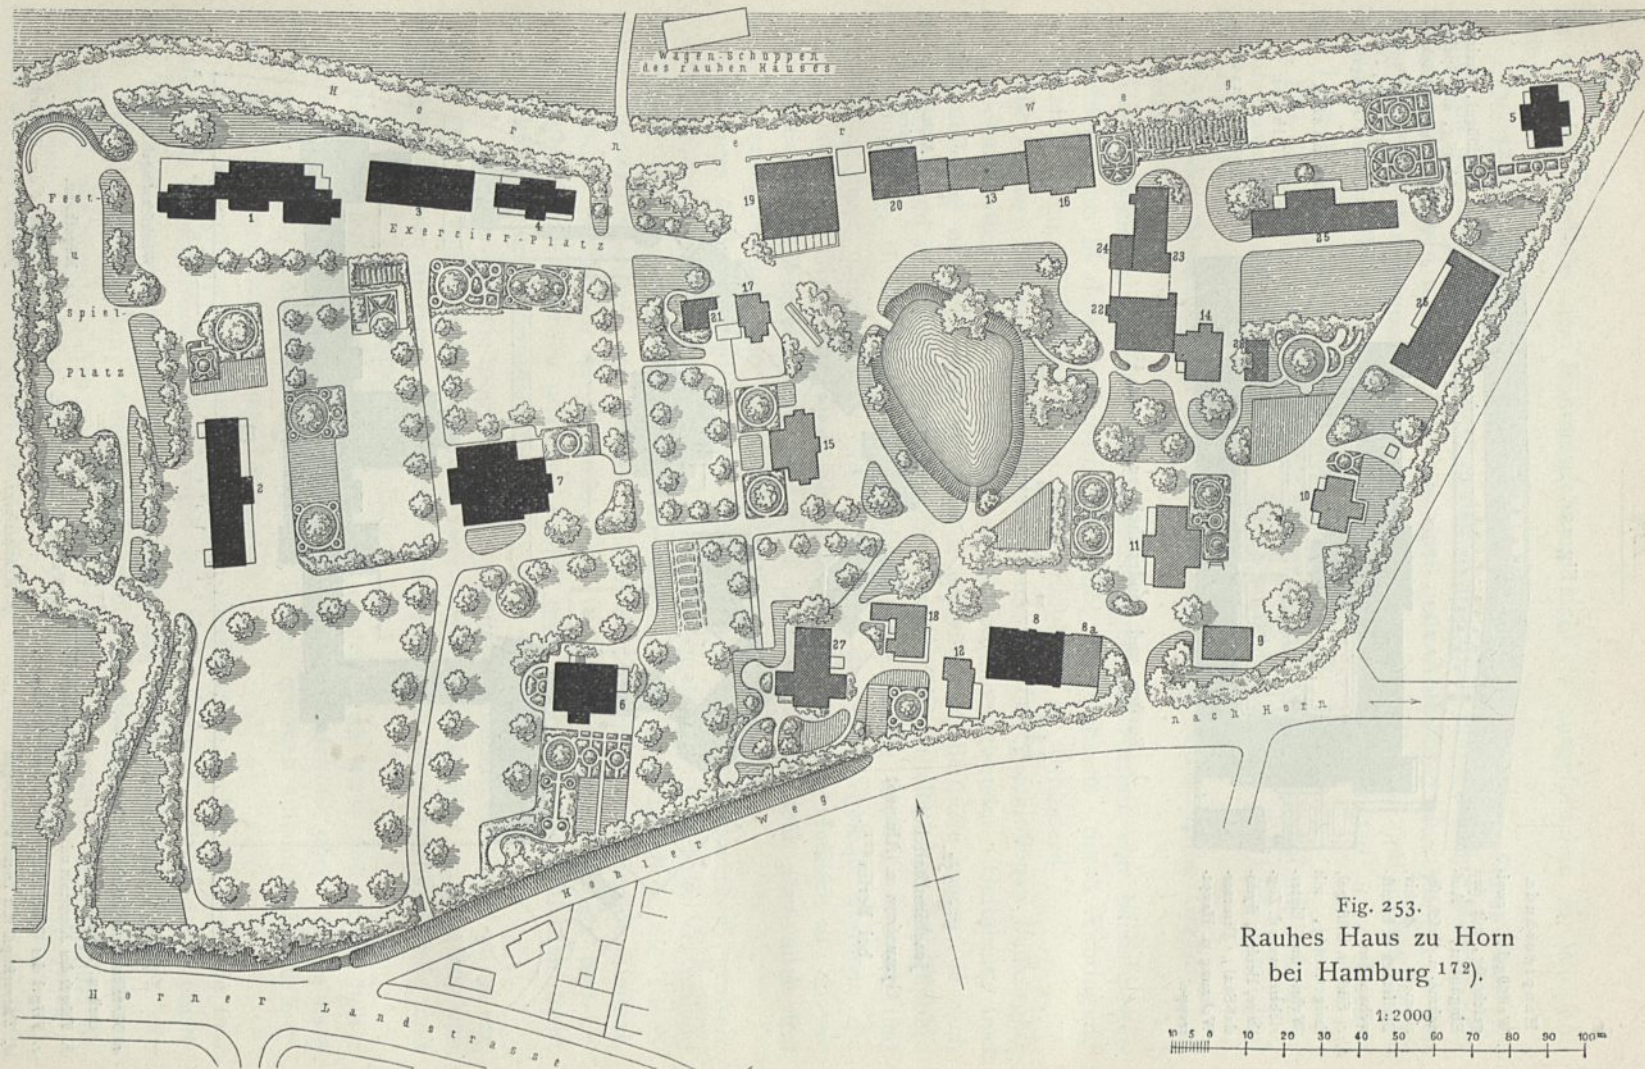 Wagen-Schuppen
des rauhen Hauses
Horner Weg
5
Fest-
u
Spiel-
Platz
1
3
4
Exercier-Platz
19
20
13
16
24
23
25
22
14
26
21
17
15
2
7
10
11
18
27
12
8
8a
9
6
nach Horn
Hohler Weg
Horner Landstrasse
Fig. 253.
Rauhes Haus zu Horn
bei Hamburg 172).
1:2000
10 5 0 10 20 30 40 50 60 70 80 90 100m